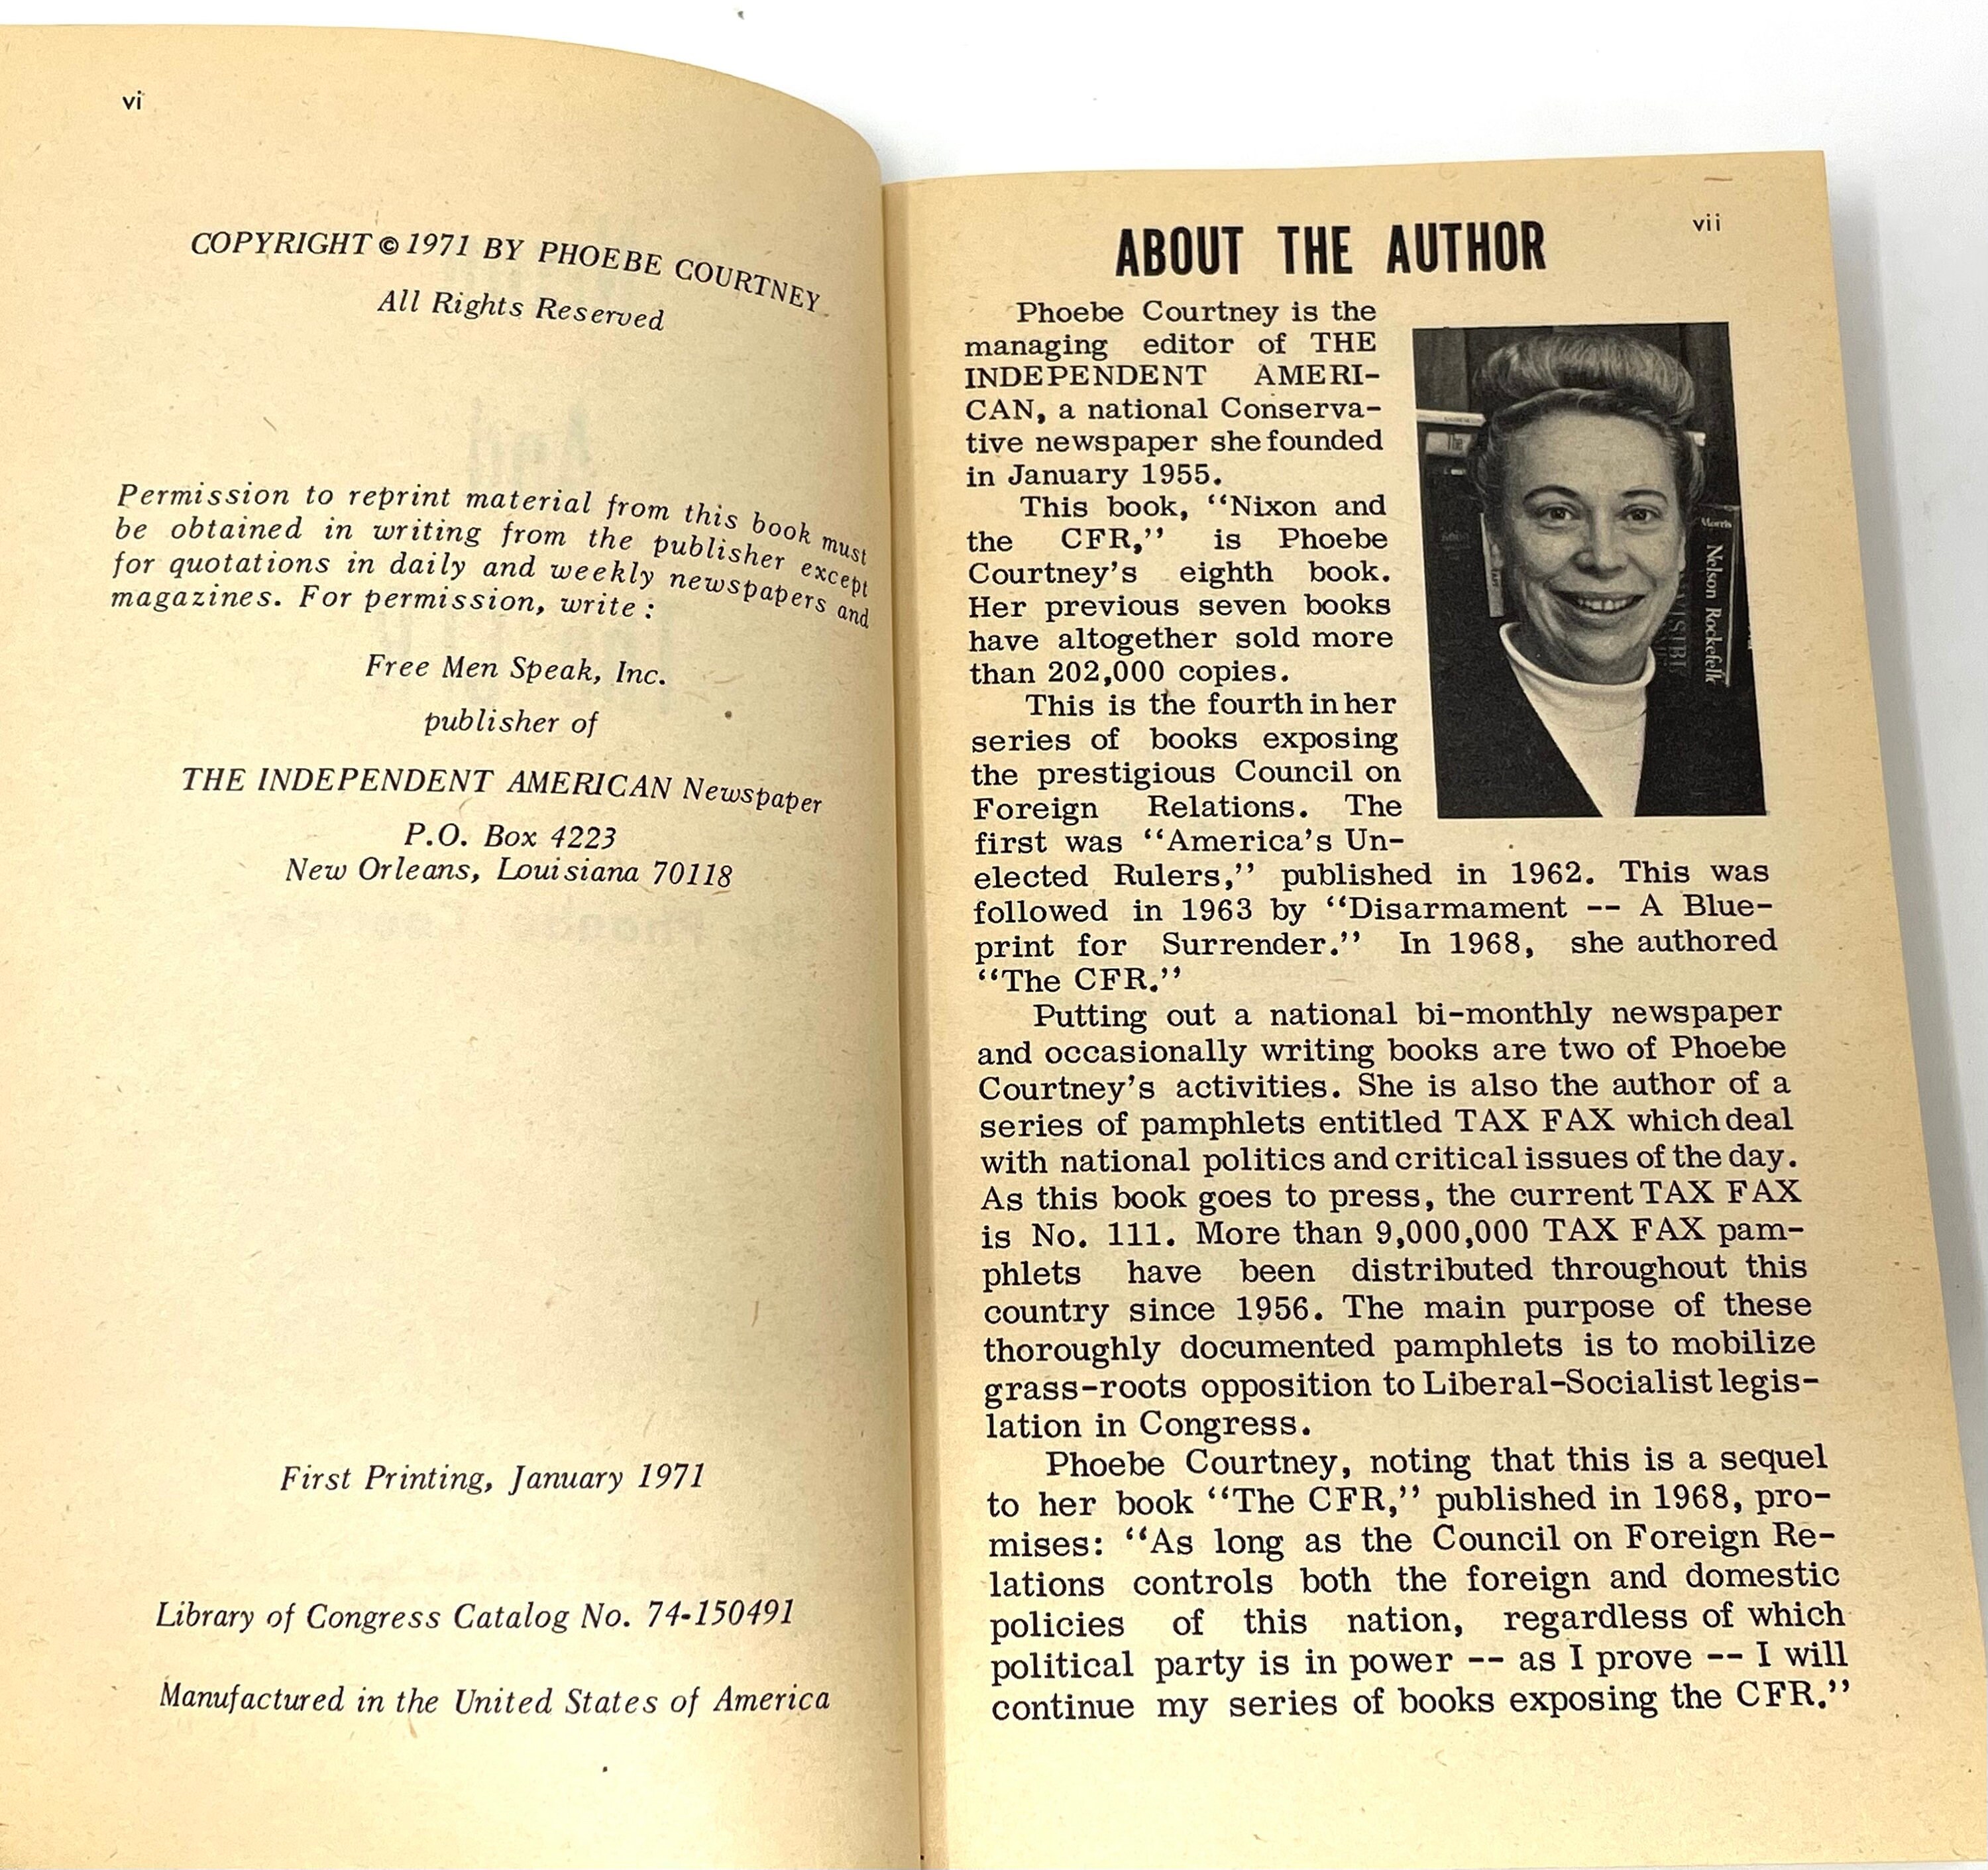 vi
COPYRIGHT © 1971 BY PHOEBE COURTNEY
All Rights Reserved
Permission to reprint material from this book must
be obtained in writing from the publisher except
for quotations in daily and weekly newspapers and
magazines. For permission, write :
Free Men Speak, Inc.
publisher of
THE INDEPENDENT AMERICAN Newspaper
P.O. Box 4223
New Orleans, Louisiana 70118
First Printing, January 1971
Library of Congress Catalog No. 74-150491
Manufactured in the United States of America
vii
ABOUT THE AUTHOR
Phoebe Courtney is the
managing editor of THE
INDEPENDENT AMERI-
CAN, a national Conserva-
tive newspaper she founded
in January 1955.
This book, “Nixon and
the CFR,” is Phoebe
Courtney’s eighth book.
Her previous seven books
have altogether sold more
than 202,000 copies.
This is the fourth in her
series of books exposing
the prestigious Council on
Foreign Relations. The
first was “America’s Un-
elected Rulers,” published in 1962. This was
followed in 1963 by “Disarmament -- A Blue-
print for Surrender.” In 1968, she authored
“The CFR.”
Putting out a national bi-monthly newspaper
and occasionally writing books are two of Phoebe
Courtney’s activities. She is also the author of a
series of pamphlets entitled TAX FAX which deal
with national politics and critical issues of the day.
As this book goes to press, the current TAX FAX
is No. 111. More than 9,000,000 TAX FAX pam-
phlets have been distributed throughout this
country since 1956. The main purpose of these
thoroughly documented pamphlets is to mobilize
grass-roots opposition to Liberal-Socialist legis-
lation in Congress.
Phoebe Courtney, noting that this is a sequel
to her book “The CFR,” published in 1968, pro-
mises: “As long as the Council on Foreign Re-
lations controls both the foreign and domestic
policies of this nation, regardless of which
political party is in power -- as I prove -- I will
continue my series of books exposing the CFR.”
The
Morris
Nelson Rockefelle